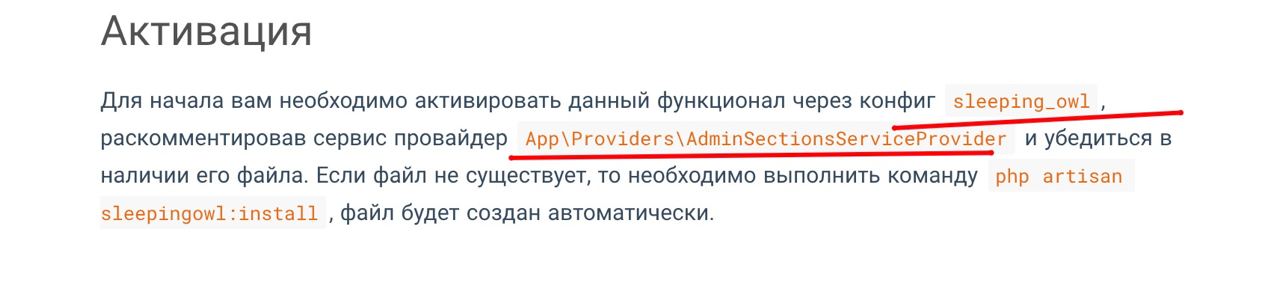 Активация
Для начала вам необходимо активировать данный функционал через конфиг sleeping_owl ,
раскомментировав сервис провайдер App\Providers\AdminSectionsServiceProvider и убедиться в
наличии его файла. Если файл не существует, то необходимо выполнить команду php artisan
sleepingowl:install , файл будет создан автоматически.